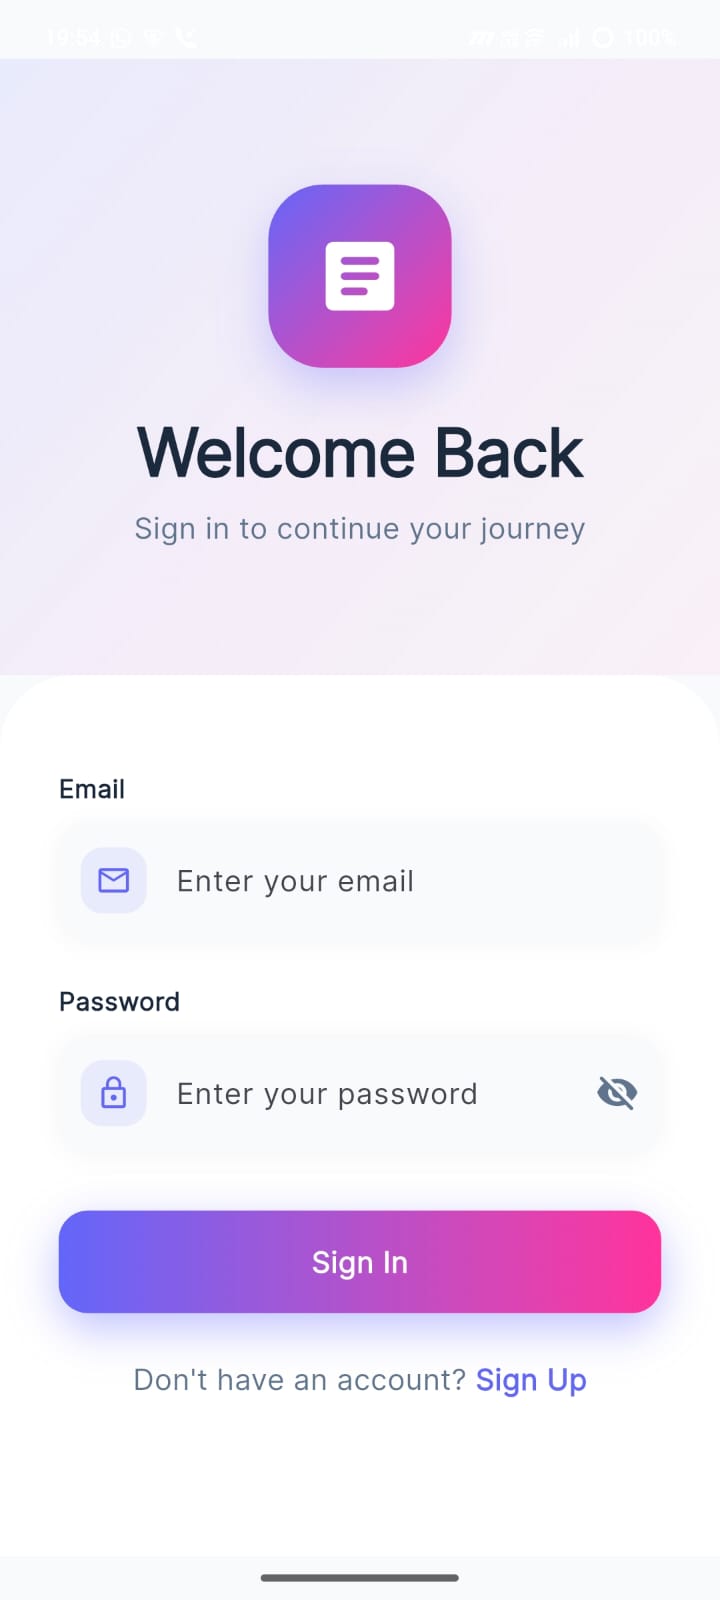 19:54
100%
Welcome Back
Sign in to continue your journey
Email
Enter your email
Password
Enter your password
Sign In
Don't have an account? Sign Up